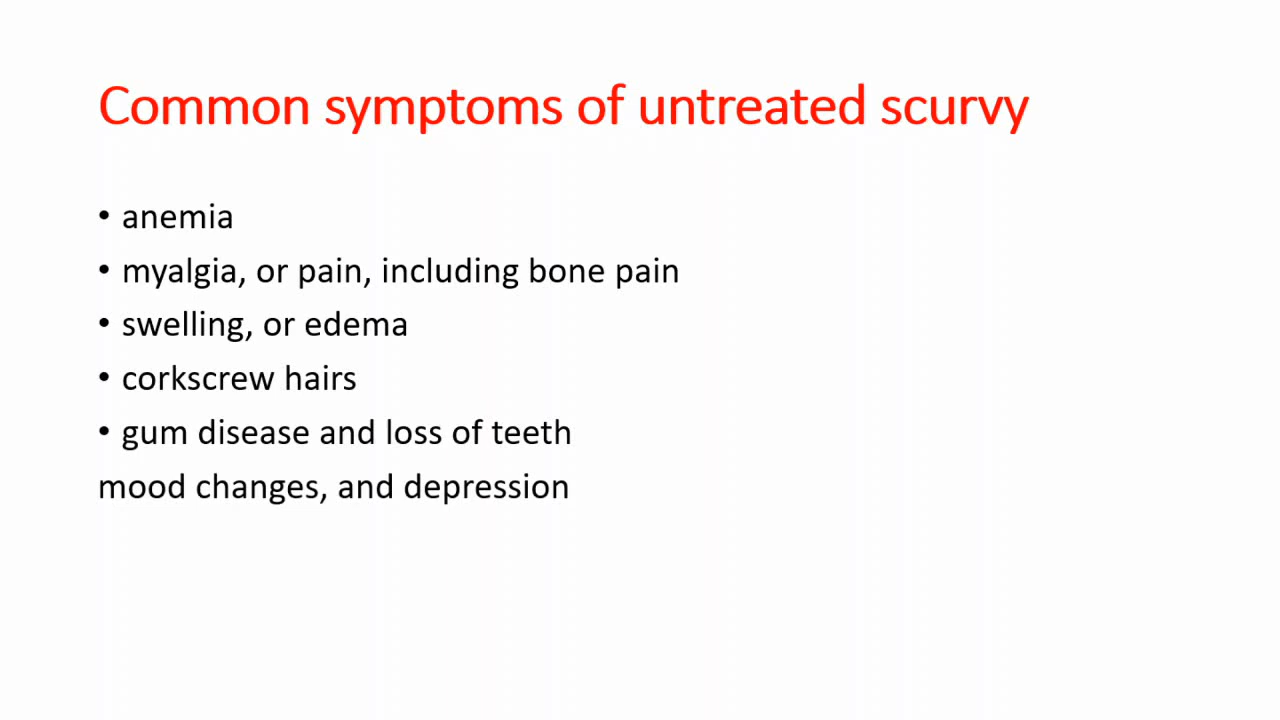 Common symptoms of untreated scurvy
• anemia
• myalgia, or pain, including bone pain
• swelling, or edema
• corkscrew hairs
• gum disease and loss of teeth
mood changes, and depression